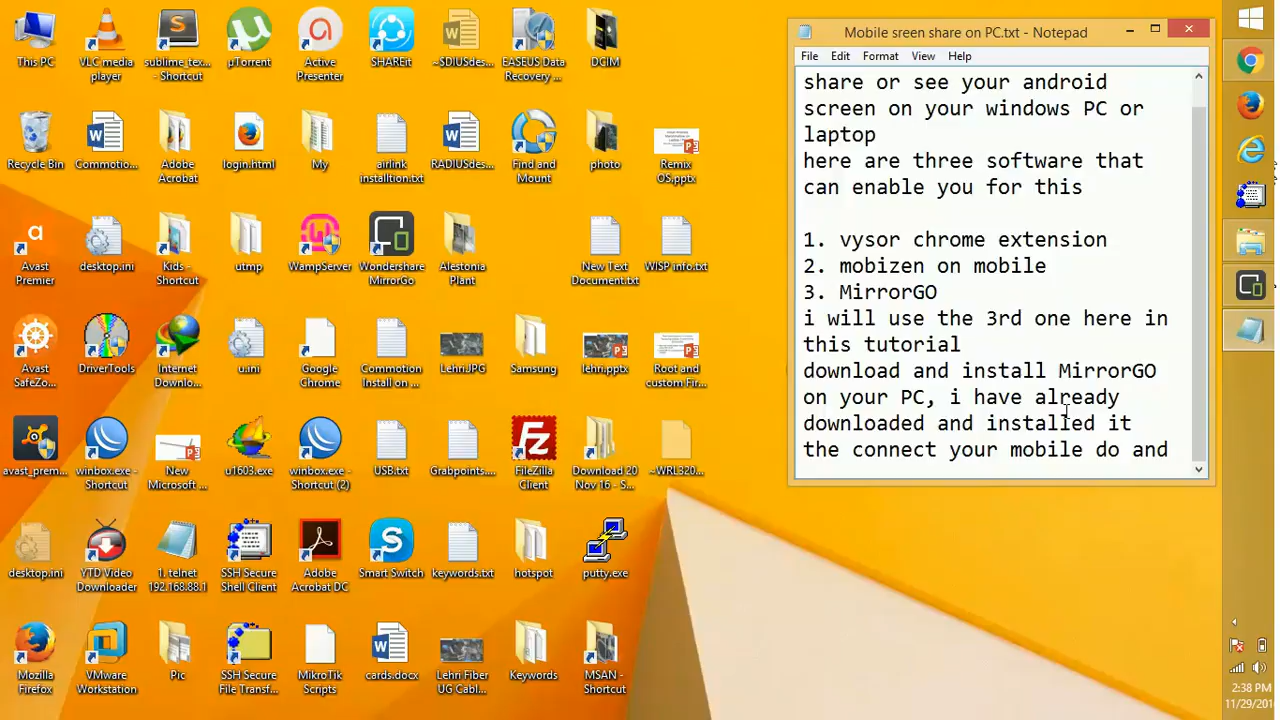 This PC
VLC media
player
sublime_tex...
- Shortcut
µTorrent
Active
Presenter
SHAREit
~$DIUSdes...
EASEUS Data
Recovery ...
DCIM
Recycle Bin
Commotio...
Adobe
Acrobat
login.html
My
airlink
installtion.txt
RADIUSdes...
Find and
Mount
photo
Remix
OS.pptx
Avast
Premier
desktop.ini
Kids -
Shortcut
utmp
WampServer
Wondershare
MirrorGo
Alestonia
Plant
New Text
Document.txt
WISP info.txt
Avast
SafeZo...
DriverTools
Internet
Downlo...
u.ini
Google
Chrome
Commotion
Install on ...
Lehri.JPG
Samsung
lehri.pptx
Root and
custom Fir...
avast_prem...
winbox.exe -
Shortcut
New
Microsoft ...
u1603.exe
winbox.exe -
Shortcut (2)
USB.txt
Grabpoints....
FileZilla
Client
Download 20
Nov 16 - S...
~WRL320...
desktop.ini
YTD Video
Downloader
1. telnet
192.168.88.1
SSH Secure
Shell Client
Adobe
Acrobat DC
Smart Switch
keywords.txt
hotspot
putty.exe
Mozilla
Firefox
VMware
Workstation
Pic
SSH Secure
File Transf...
MikroTik
Scripts
cards.docx
Lehri Fiber
UG Cabl...
Keywords
MSAN -
Shortcut
Mobile sreen share on PC.txt - Notepad
File Edit Format View Help
share or see your android
screen on your windows PC or
laptop
here are three software that
can enable you for this
1. vysor chrome extension
2. mobizen on mobile
3. MirrorGO
i will use the 3rd one here in
this tutorial
download and install MirrorGO
on your PC, i have already
downloaded and installed it
the connect your mobile do and
2:38 PM
11/29/201